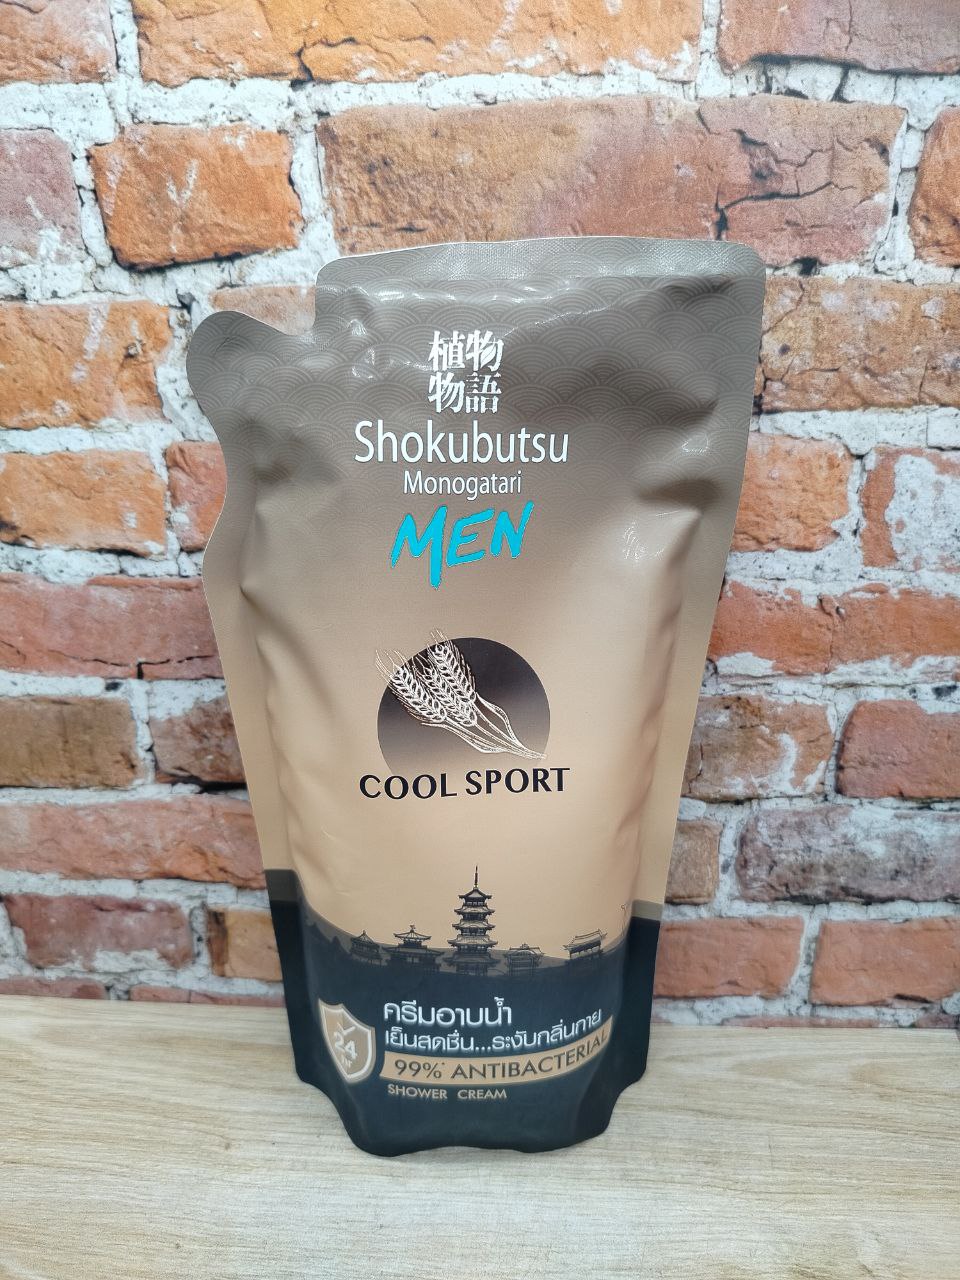 植物
物語
Shokubutsu
Monogatari
MEN
COOL SPORT
ครีมอาบน้ำ
เย็นสดชื่น...ระงับกลิ่นกาย
24
hr
99%* ANTIBACTERIAL
SHOWER CREAM